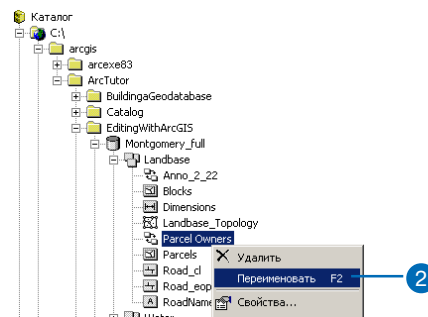 Каталог
C:\
arcgis
arcexe83
ArcTutor
BuildingaGeodatabase
Catalog
EditingWithArcGIS
Montgomery_full
Landbase
Anno_2_22
Blocks
Dimensions
Landbase_Topology
Parcel Owners
Parcels
Удалить
Road_cl
Переименовать F2
2
Road_eop
RoadName
Свойства...
Water